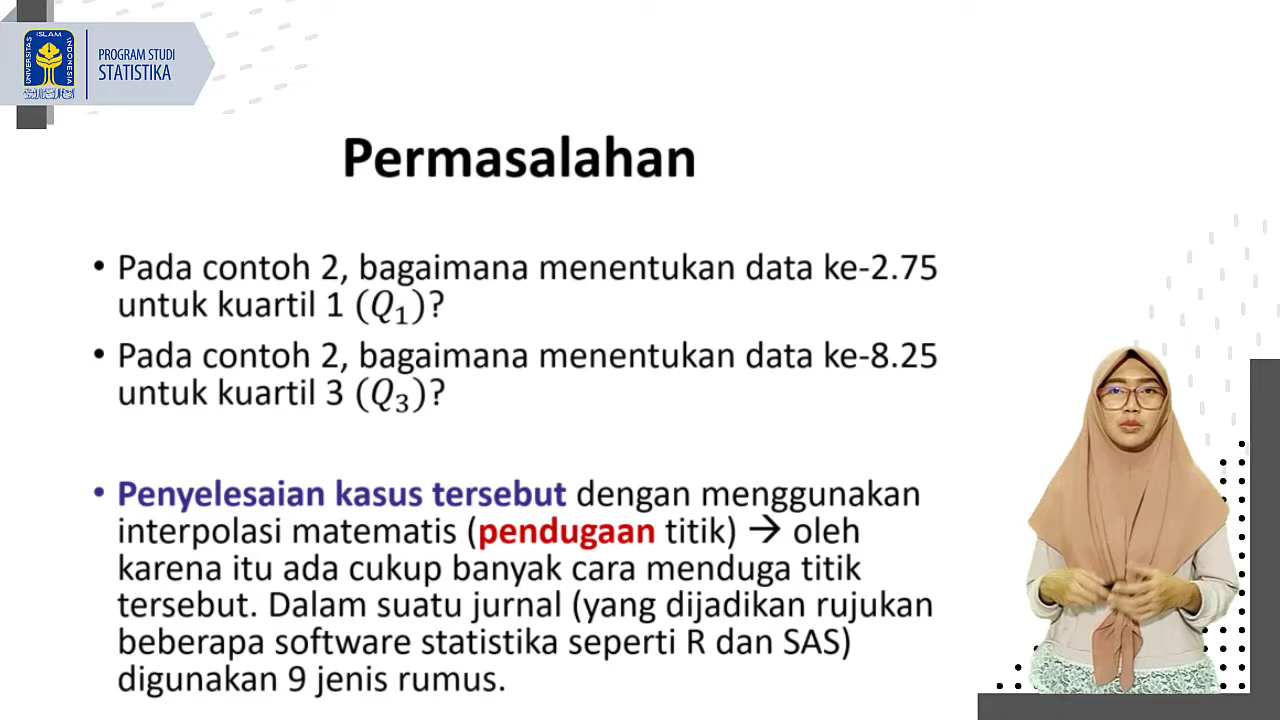 UNIVERSITAS
ISLAM
INDONESIA
PROGRAM STUDI
STATISTIKA
Permasalahan
• Pada contoh 2, bagaimana menentukan data ke-2.75
untuk kuartil 1 (Q₁)?
• Pada contoh 2, bagaimana menentukan data ke-8.25
untuk kuartil 3 (Q₃)?
• Penyelesaian kasus tersebut dengan menggunakan
interpolasi matematis (pendugaan titik) → oleh
karena itu ada cukup banyak cara menduga titik
tersebut. Dalam suatu jurnal (yang dijadikan rujukan
beberapa software statistika seperti R dan SAS)
digunakan 9 jenis rumus.